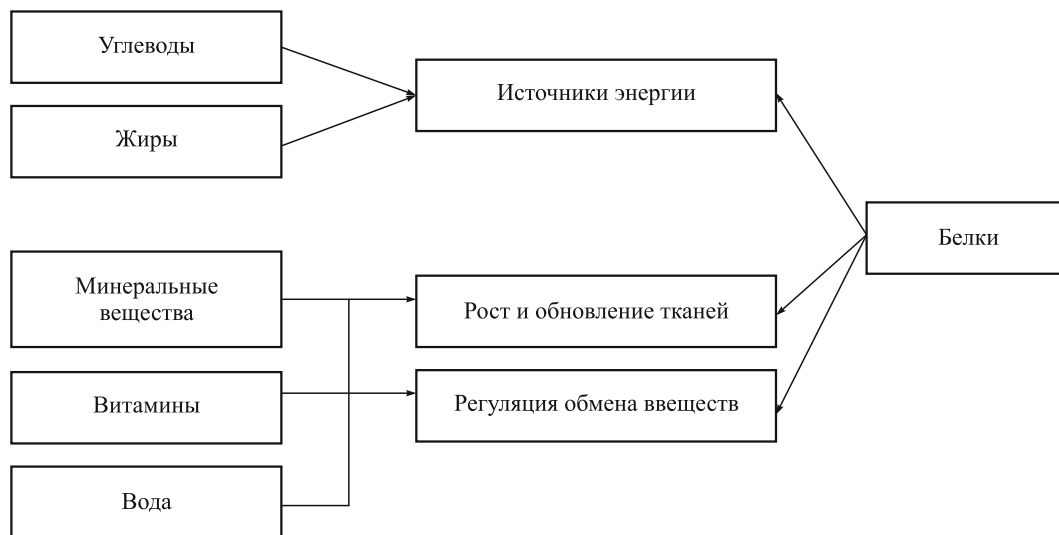 Углеводы
Жиры
Источники энергии
Белки
Минеральные
вещества
Рост и обновление тканей
Витамины
Регуляция обмена ввеществ
Вода